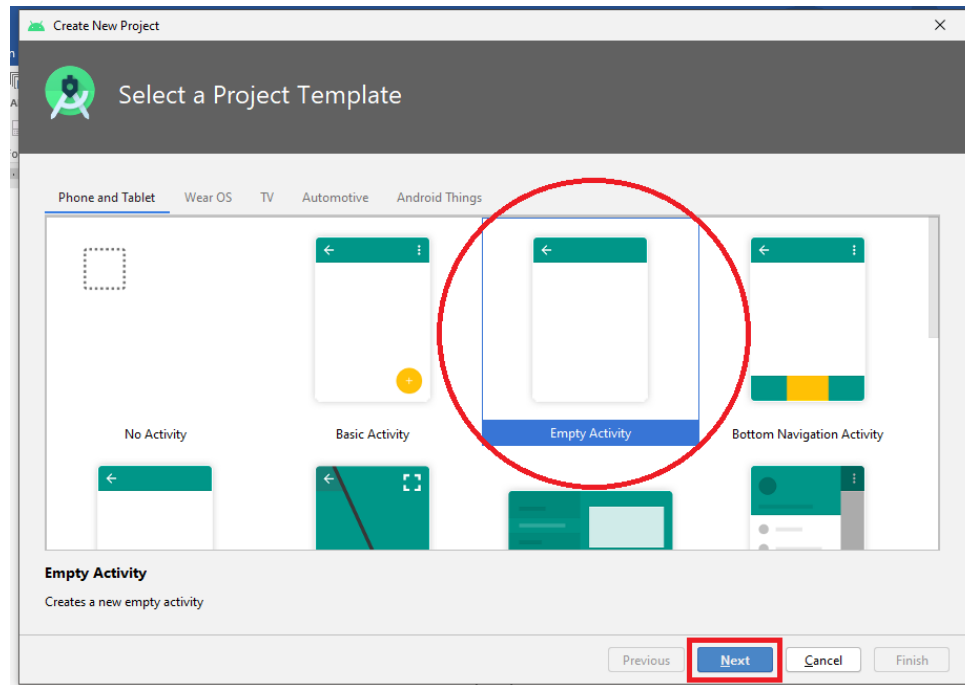 Create New Project
Select a Project Template
Phone and Tablet Wear OS TV Automotive Android Things
No Activity Basic Activity Empty Activity Bottom Navigation Activity
Empty Activity
Creates a new empty activity
Previous Next Cancel Finish